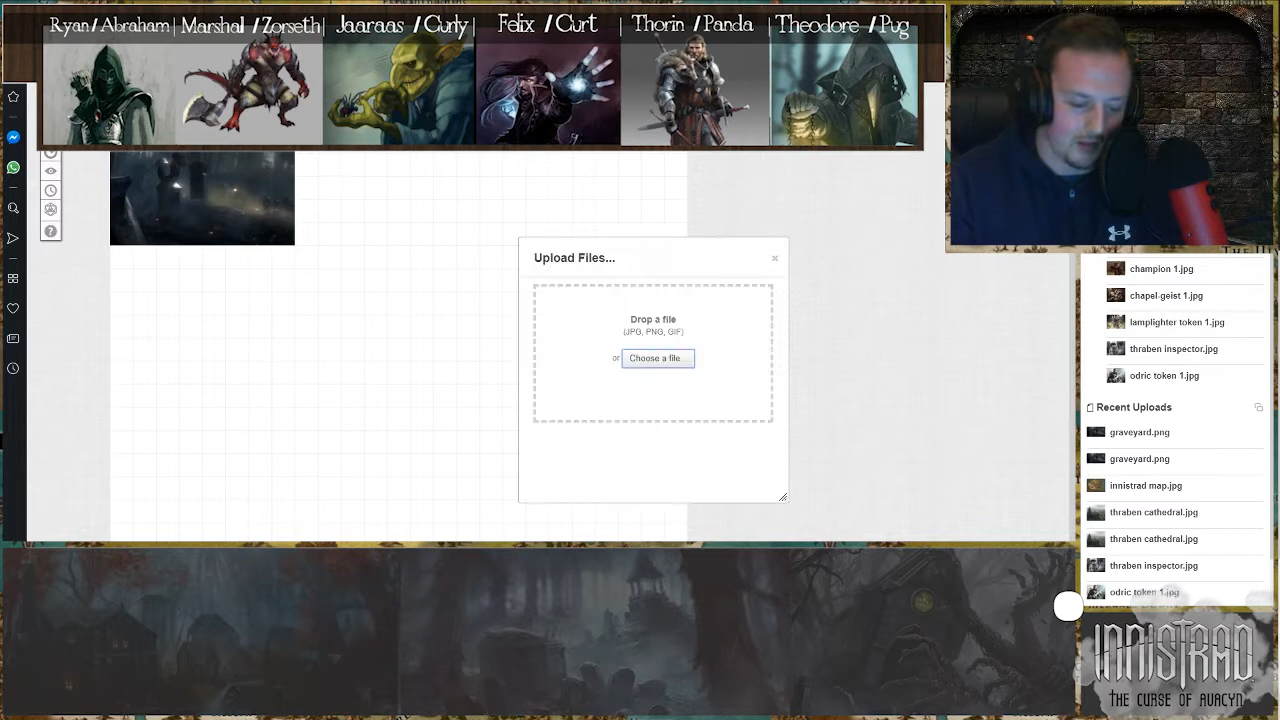 Ryan / Abraham
Marshal / Zorseth
Jaaraas / Curly
Felix / Curt
Thorin / Panda
Theodore / Pug
Upload Files...
Drop a file
(JPG, PNG, GIF)
or Choose a file...
champion 1.jpg
chapel geist 1.jpg
lamplighter token 1.jpg
thraben inspector.jpg
odric token 1.jpg
Recent Uploads
graveyard.png
graveyard.png
innistrad map.jpg
thraben cathedral.jpg
thraben cathedral.jpg
thraben inspector.jpg
odric token 1.jpg
INNISTRAD
THE CURSE OF AVACYN